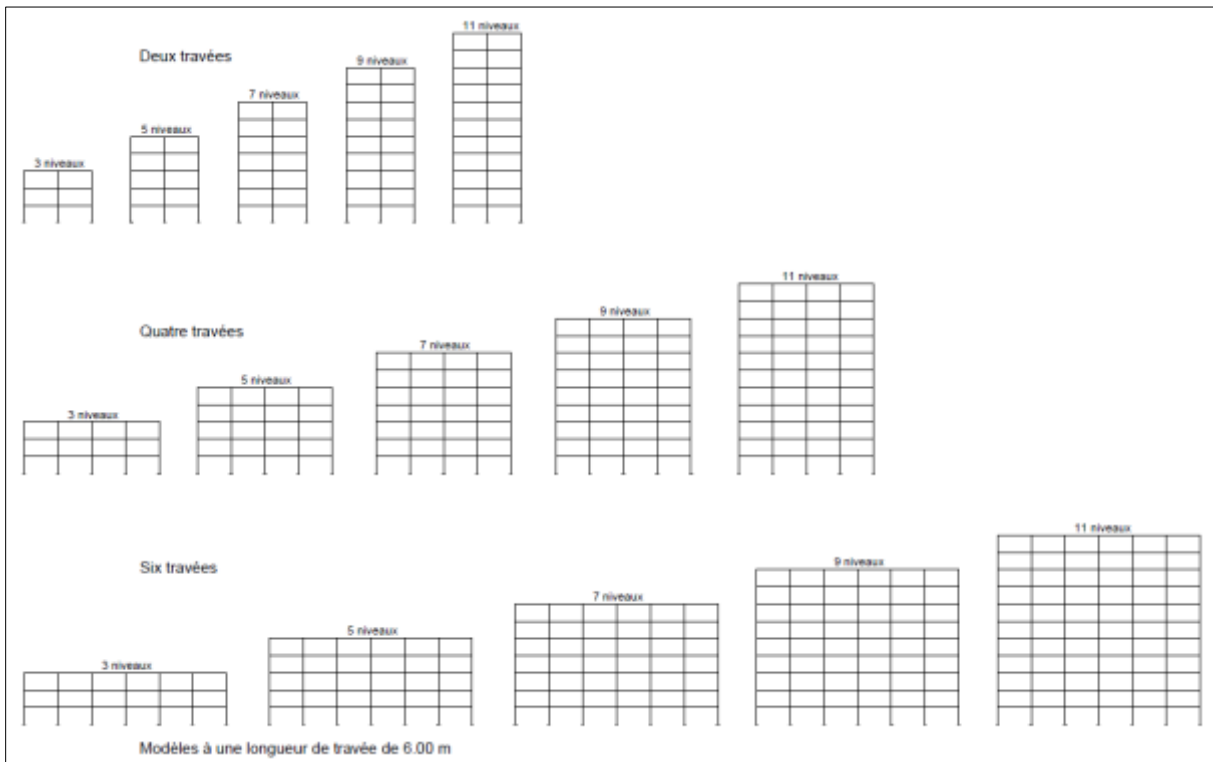 11 niveaux
Deux travées
9 niveaux
7 niveaux
5 niveaux
3 niveaux
11 niveaux
Quatre travées
9 niveaux
7 niveaux
5 niveaux
3 niveaux
11 niveaux
Six travées
9 niveaux
7 niveaux
5 niveaux
3 niveaux
Modèles à une longueur de travée de 6.00 m